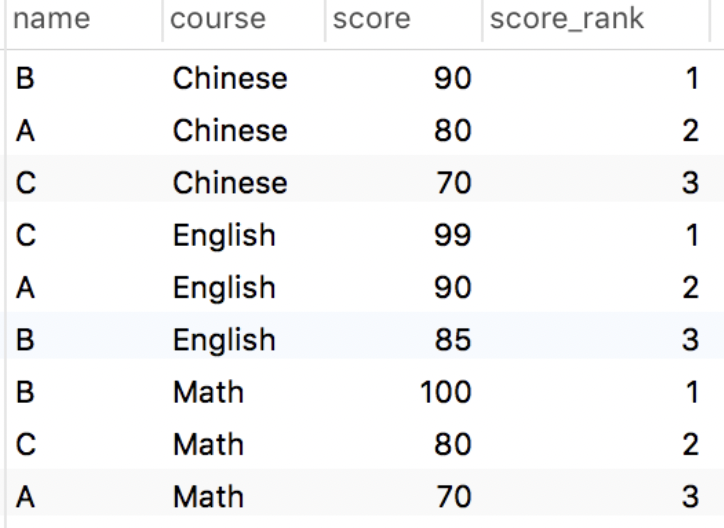 name course score score_rank
B Chinese 90 1
A Chinese 80 2
C Chinese 70 3
C English 99 1
A English 90 2
B English 85 3
B Math 100 1
C Math 80 2
A Math 70 3